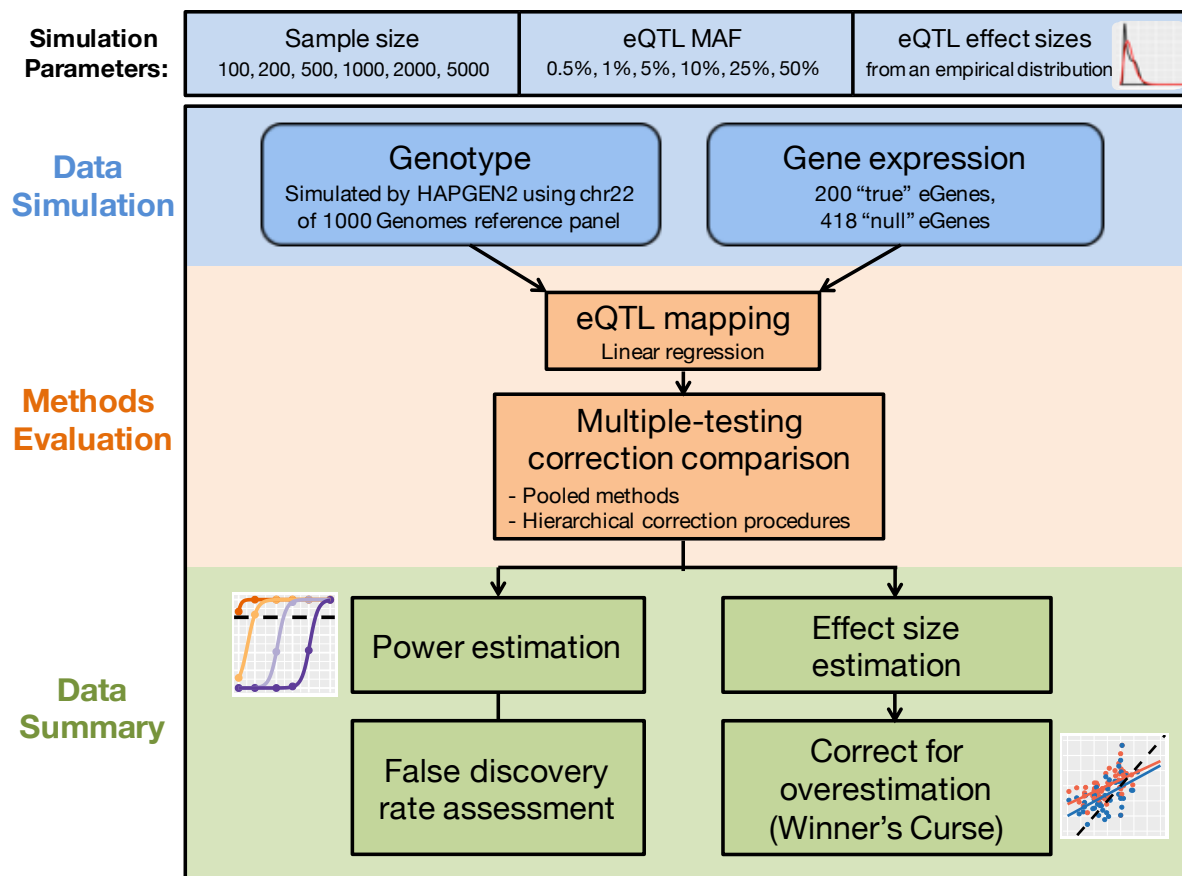 Simulation
Parameters:
Sample size
100, 200, 500, 1000, 2000, 5000
eQTL MAF
0.5%, 1%, 5%, 10%, 25%, 50%
eQTL effect sizes
from an empirical distribution
Data
Simulation
Genotype
Simulated by HAPGEN2 using chr22
of 1000 Genomes reference panel
Gene expression
200 “true” eGenes,
418 “null” eGenes
Methods
Evaluation
eQTL mapping
Linear regression
Multiple-testing
correction comparison
- Pooled methods
- Hierarchical correction procedures
Data
Summary
Power estimation
Effect size
estimation
False discovery
rate assessment
Correct for
overestimation
(Winner’s Curse)